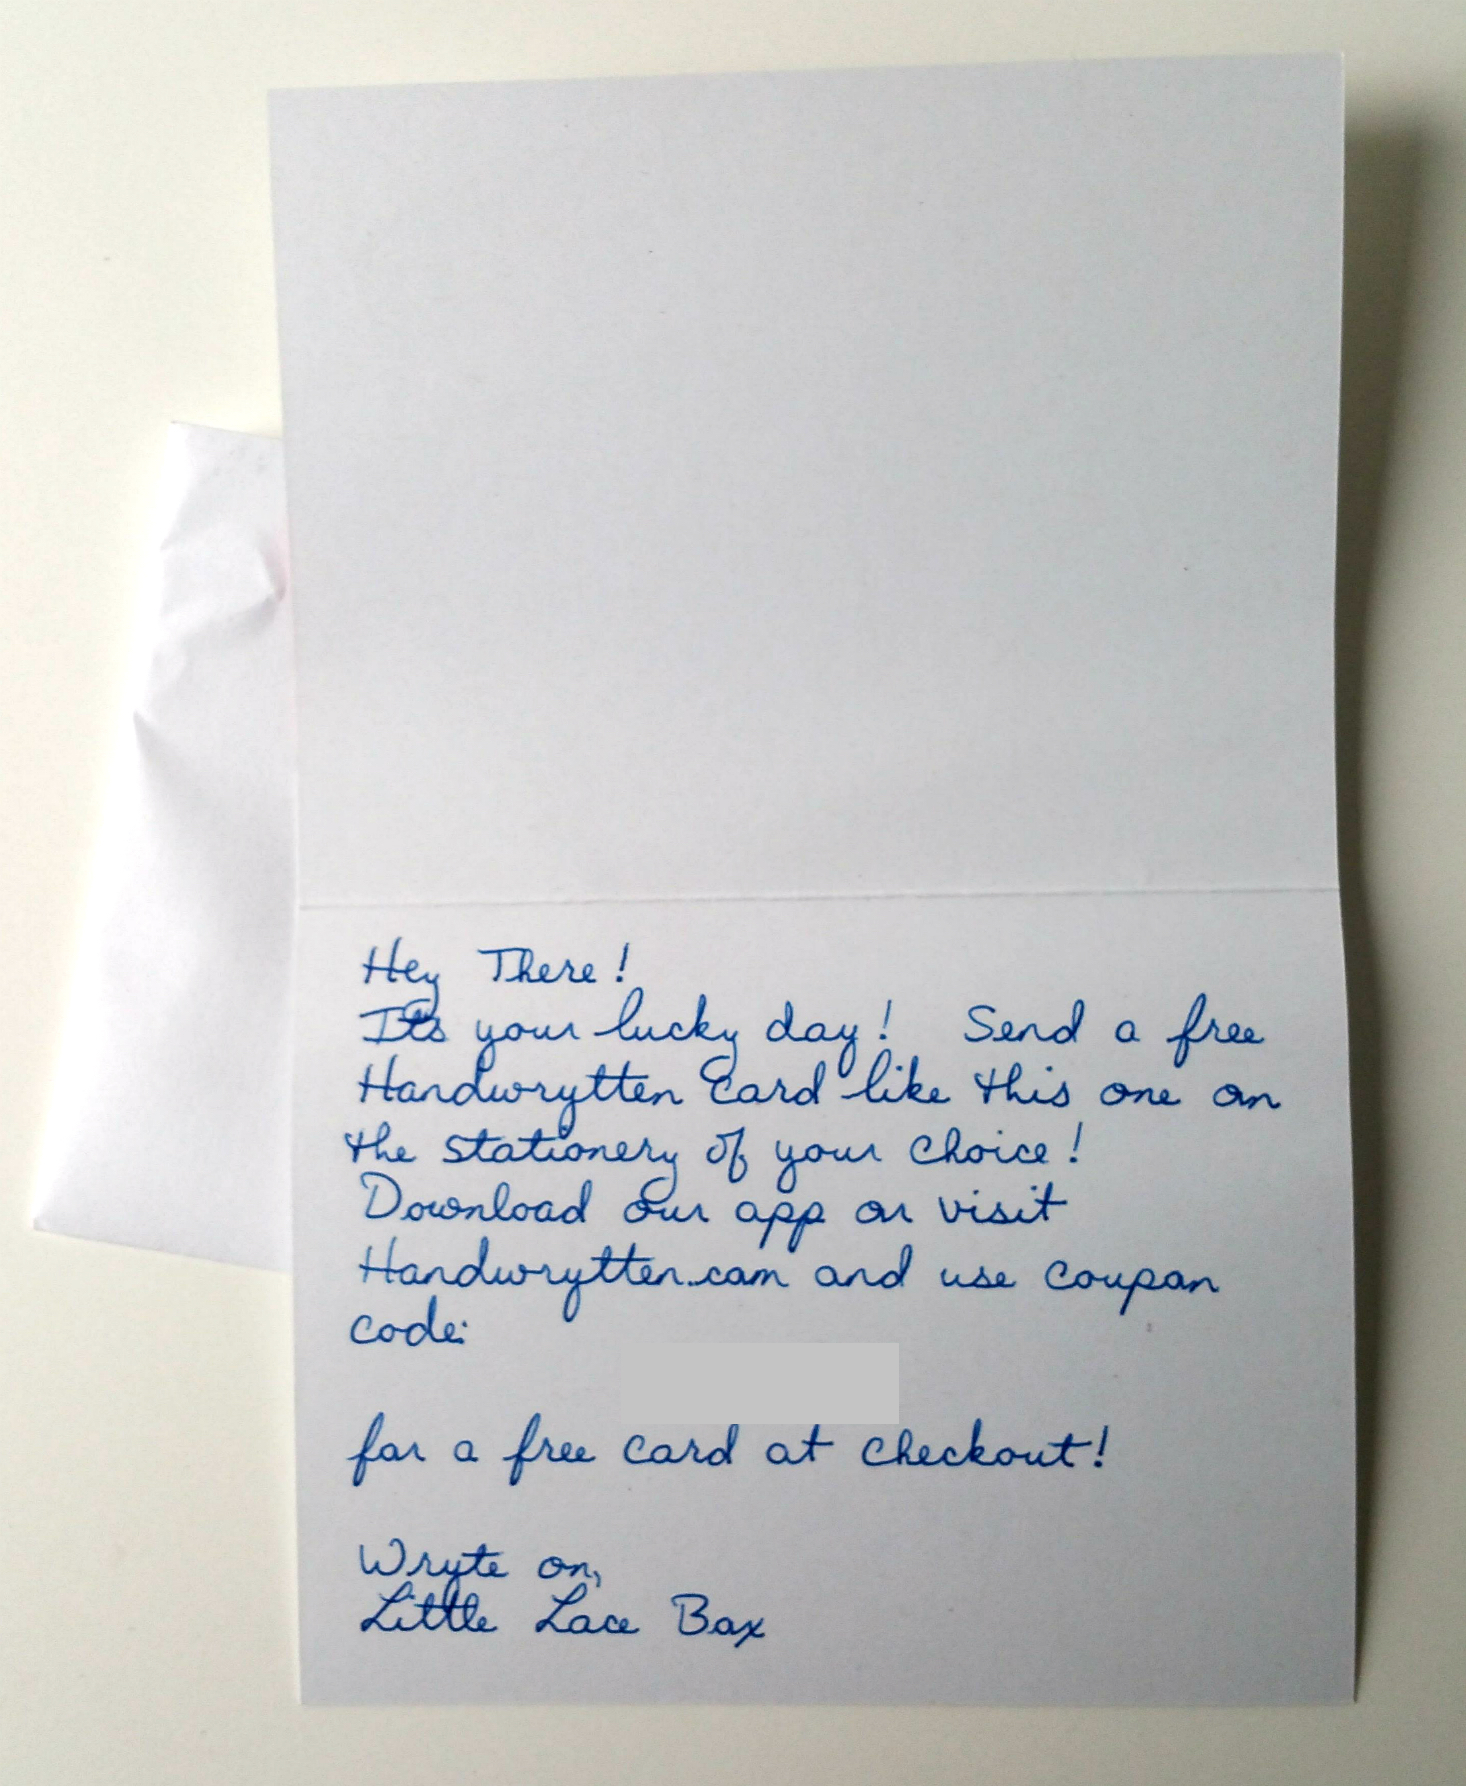 Hey There!
It's your lucky day! Send a free
Handwrytten card like this one on
the stationery of your choice!
Download our app or visit
Handwrytten.com and use coupon
code:
for a free card at checkout!
Wryte on,
Little Lace Box